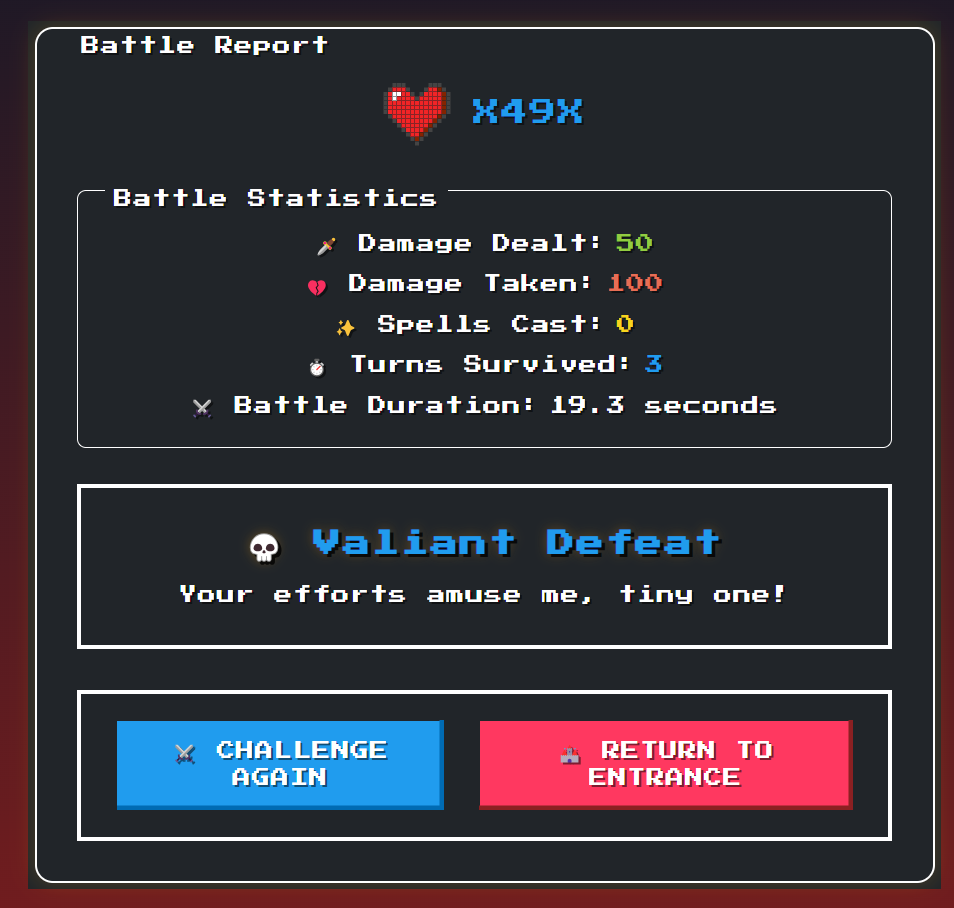 Battle Report
X49X
Battle Statistics
Damage Dealt: 50
Damage Taken: 100
Spells Cast: 0
Turns Survived: 3
Battle Duration: 19.3 seconds
Valiant Defeat
Your efforts amuse me, tiny one!
CHALLENGE
AGAIN
RETURN TO
ENTRANCE